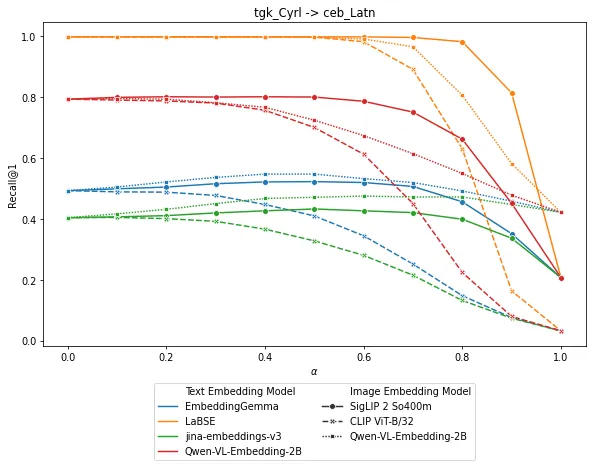 tgk_Cyrl -> ceb_Latn
1.0
0.8
0.6
0.4
0.2
0.0
Recall@1
0.0 0.2 0.4 0.6 0.8 1.0
α
Text Embedding Model Image Embedding Model
EmbeddingGemma SigLIP 2 So400m
LaBSE CLIP ViT-B/32
jina-embeddings-v3 Qwen-VL-Embedding-2B
Qwen-VL-Embedding-2B